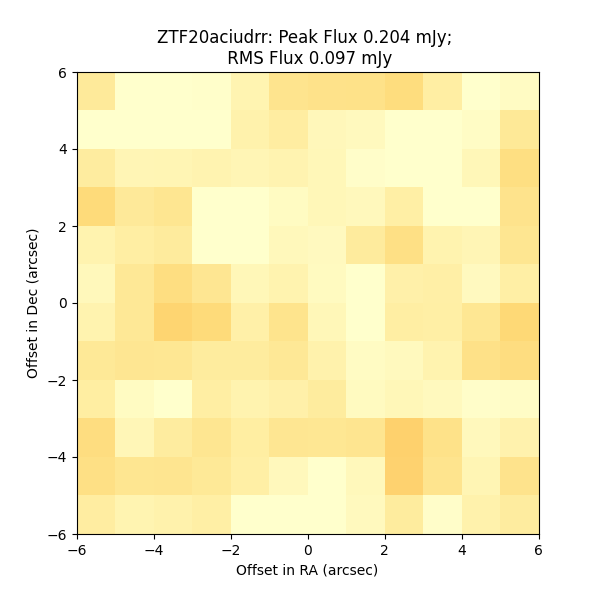 ZTF20aciudrr: Peak Flux 0.204 mJy;
RMS Flux 0.097 mJy
6
4
2
0
−2
−4
−6
Offset in Dec (arcsec)
−6 −4 −2 0 2 4 6
Offset in RA (arcsec)